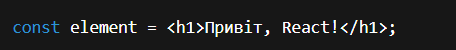 const element = <h1>Привіт, React!</h1>;